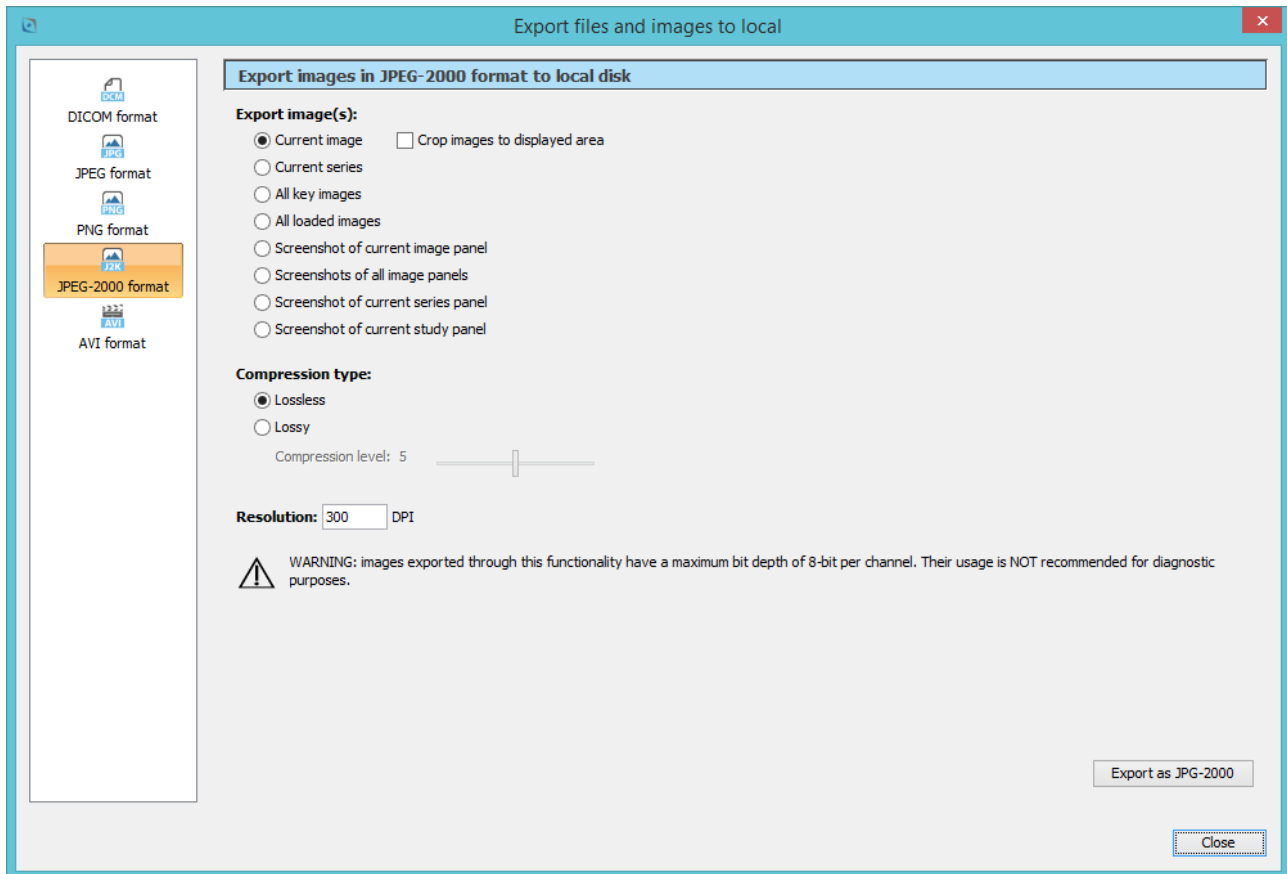 Export files and images to local
DCM
DICOM format
JPG
JPEG format
PNG
PNG format
J2K
JPEG-2000 format
AVI
AVI format
Export images in JPEG-2000 format to local disk
Export image(s):
Current image Crop images to displayed area
Current series
All key images
All loaded images
Screenshot of current image panel
Screenshots of all image panels
Screenshot of current series panel
Screenshot of current study panel
Compression type:
Lossless
Lossy
Compression level: 5
Resolution: 300 DPI
WARNING: images exported through this functionality have a maximum bit depth of 8-bit per channel. Their usage is NOT recommended for diagnostic
purposes.
Export as JPG-2000
Close